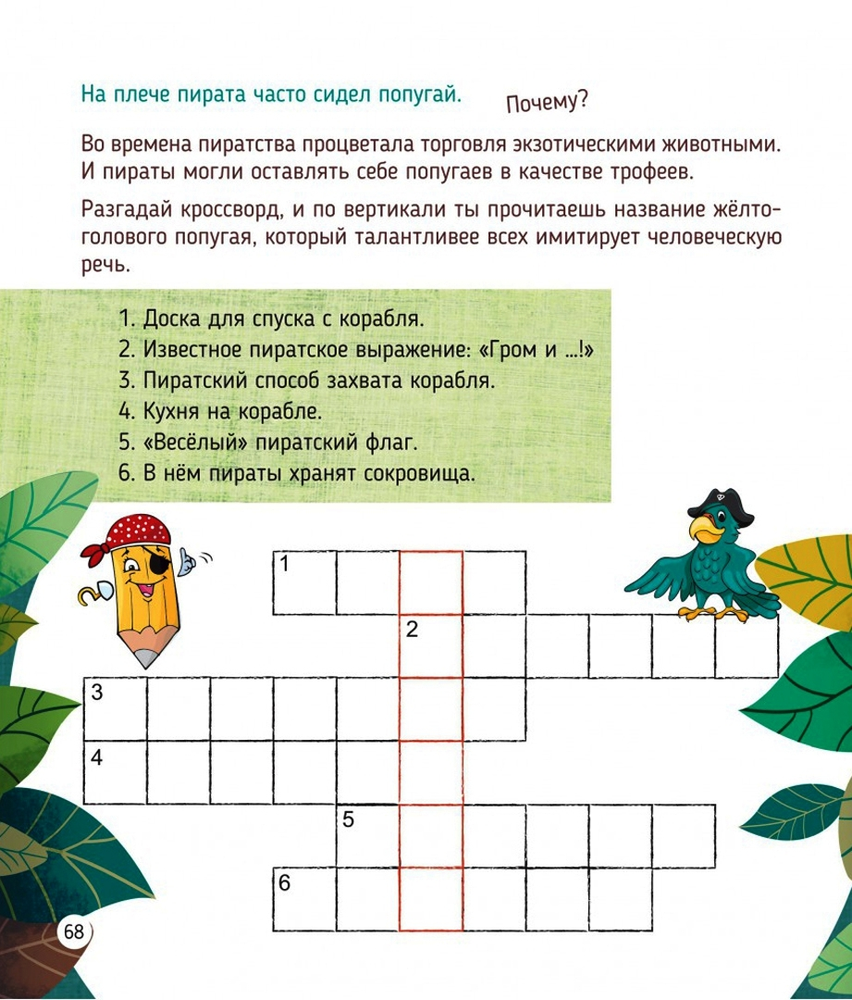 На плече пирата часто сидел попугай.
Почему?
Во времена пиратства процветала торговля экзотическими животными.
И пираты могли оставлять себе попугаев в качестве трофеев.
Разгадай кроссворд, и по вертикали ты прочитаешь название жёлто-
голового попугая, который талантливее всех имитирует человеческую
речь.
1. Доска для спуска с корабля.
2. Известное пиратское выражение: «Гром и ...!»
3. Пиратский способ захвата корабля.
4. Кухня на корабле.
5. «Весёлый» пиратский флаг.
6. В нём пираты хранят сокровища.
1
2
3
4
5
6
68